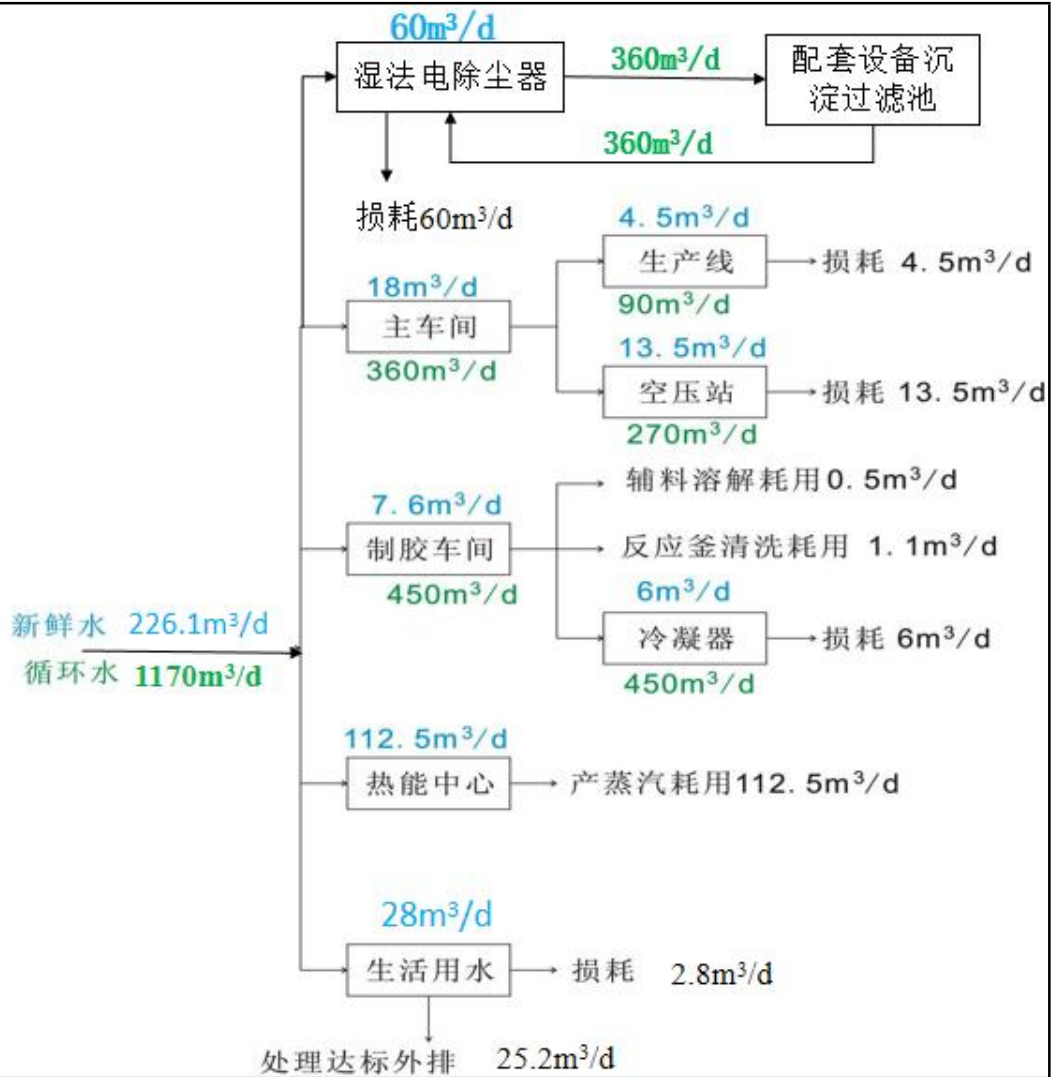 60m³/d
湿法电除尘器
360m³/d
配套设备沉
淀过滤池
360m³/d
损耗60m³/d
4.5m³/d
生产线
损耗 4.5m³/d
90m³/d
18m³/d
主车间
360m³/d
13.5m³/d
空压站
损耗 13.5m³/d
270m³/d
7.6m³/d
制胶车间
450m³/d
辅料溶解耗用0.5m³/d
反应釜清洗耗用 1.1m³/d
6m³/d
冷凝器
损耗 6m³/d
450m³/d
新鲜水 226.1m³/d
循环水 1170m³/d
112.5m³/d
热能中心
产蒸汽耗用112.5m³/d
28m³/d
生活用水
损耗 2.8m³/d
处理达标外排 25.2m³/d